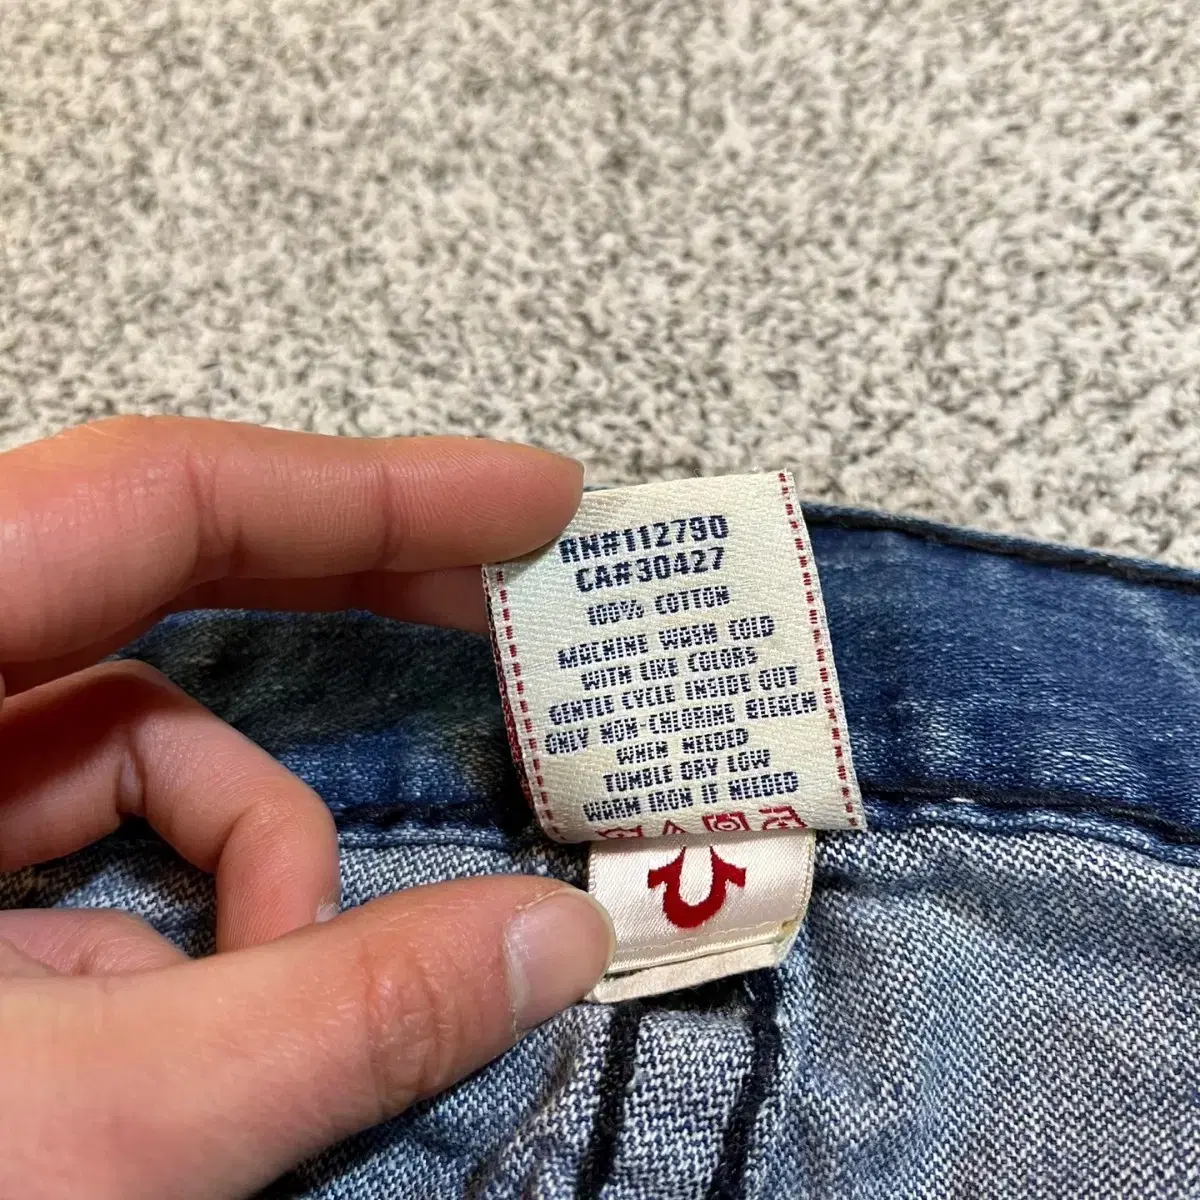 RN#112790
CA#30427
100% COTTON
MACHINE WASH COLD
WITH LIKE COLORS
GENTLE CYCLE INSIDE OUT
ONLY NON-CHLORINE BLEACH
WHEN NEEDED
TUMBLE DRY LOW
WARM IRON IF NEEDED